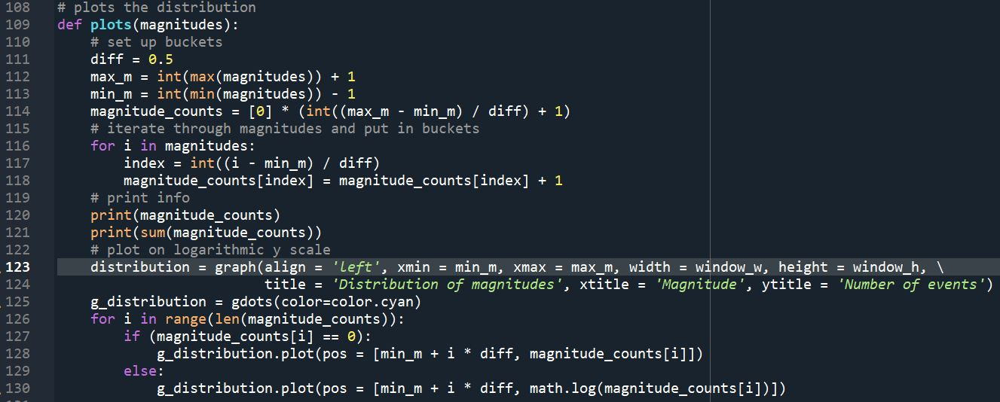 108 # plots the distribution
109 def plots(magnitudes):
110     # set up buckets
111     diff = 0.5
112     max_m = int(max(magnitudes)) + 1
113     min_m = int(min(magnitudes)) - 1
114     magnitude_counts = [0] * (int((max_m - min_m) / diff) + 1)
115     # iterate through magnitudes and put in buckets
116     for i in magnitudes:
117         index = int((i - min_m) / diff)
118         magnitude_counts[index] = magnitude_counts[index] + 1
119     # print info
120     print(magnitude_counts)
121     print(sum(magnitude_counts))
122     # plot on logarithmic y scale
123     distribution = graph(align = 'left', xmin = min_m, xmax = max_m, width = window_w, height = window_h, \
124                          title = 'Distribution of magnitudes', xtitle = 'Magnitude', ytitle = 'Number of events')
125     g_distribution = gdots(color=color.cyan)
126     for i in range(len(magnitude_counts)):
127         if (magnitude_counts[i] == 0):
128             g_distribution.plot(pos = [min_m + i * diff, magnitude_counts[i]])
129         else:
130             g_distribution.plot(pos = [min_m + i * diff, math.log(magnitude_counts[i])])